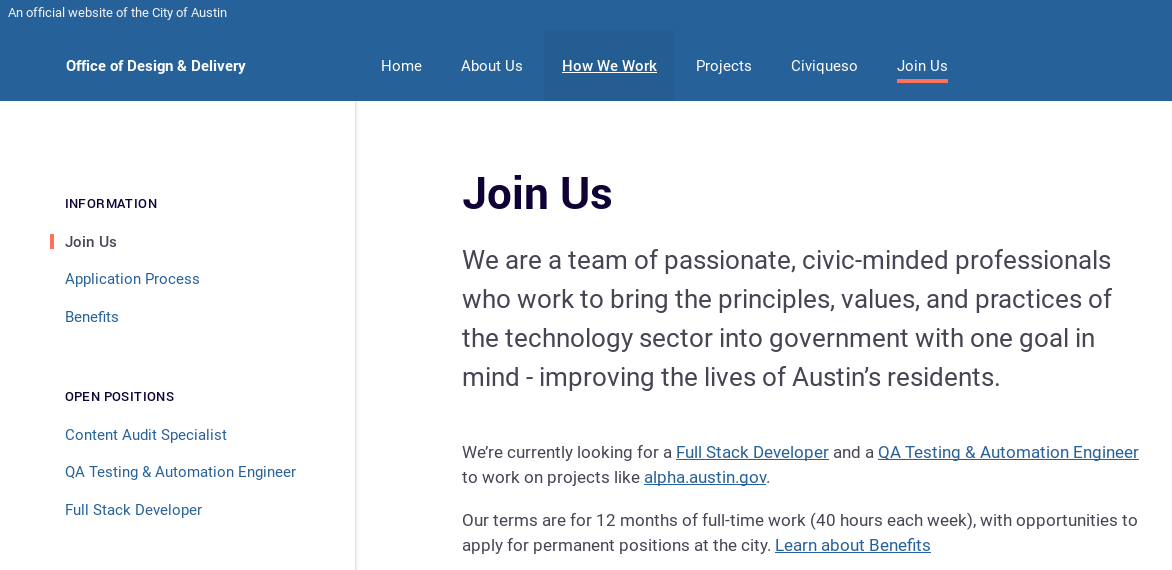 An official website of the City of Austin
Office of Design & Delivery
Home
About Us
How We Work
Projects
Civiqueso
Join Us
INFORMATION
Join Us
Application Process
Benefits
OPEN POSITIONS
Content Audit Specialist
QA Testing & Automation Engineer
Full Stack Developer
Join Us
We are a team of passionate, civic-minded professionals
who work to bring the principles, values, and practices of
the technology sector into government with one goal in
mind - improving the lives of Austin’s residents.
We’re currently looking for a Full Stack Developer and a QA Testing & Automation Engineer
to work on projects like alpha.austin.gov.
Our terms are for 12 months of full-time work (40 hours each week), with opportunities to
apply for permanent positions at the city. Learn about Benefits